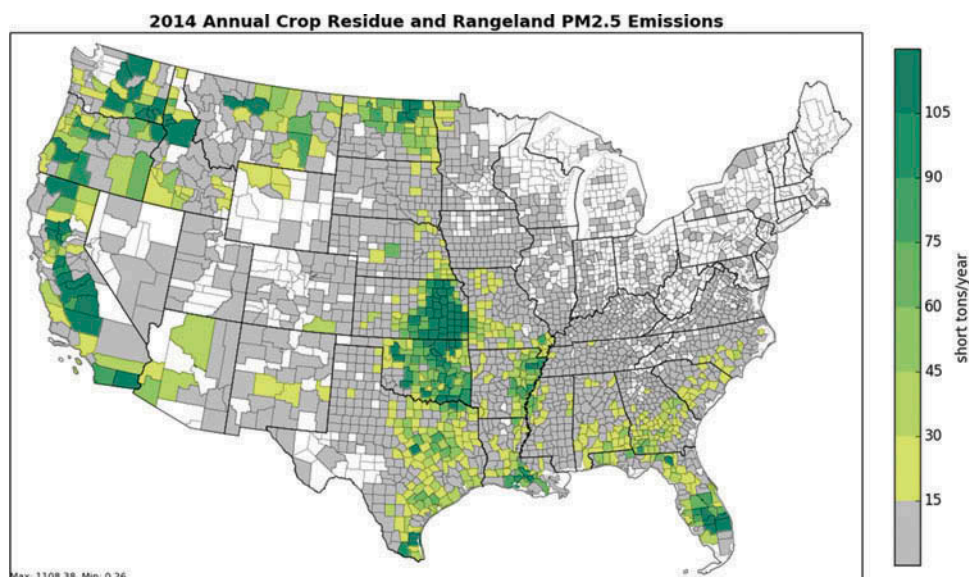 2014 Annual Crop Residue and Rangeland PM2.5 Emissions
105
90
75
60
45
30
15
short tons/year
Max: 1108.38 Min: 0.26